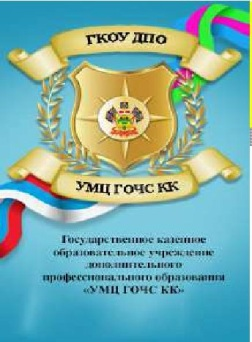 ГКОУ ДПО
УМЦ ГОЧС КК
Государственное казенное
образовательное учреждение
дополнительного
профессионального образования
«УМЦ ГОЧС КК»